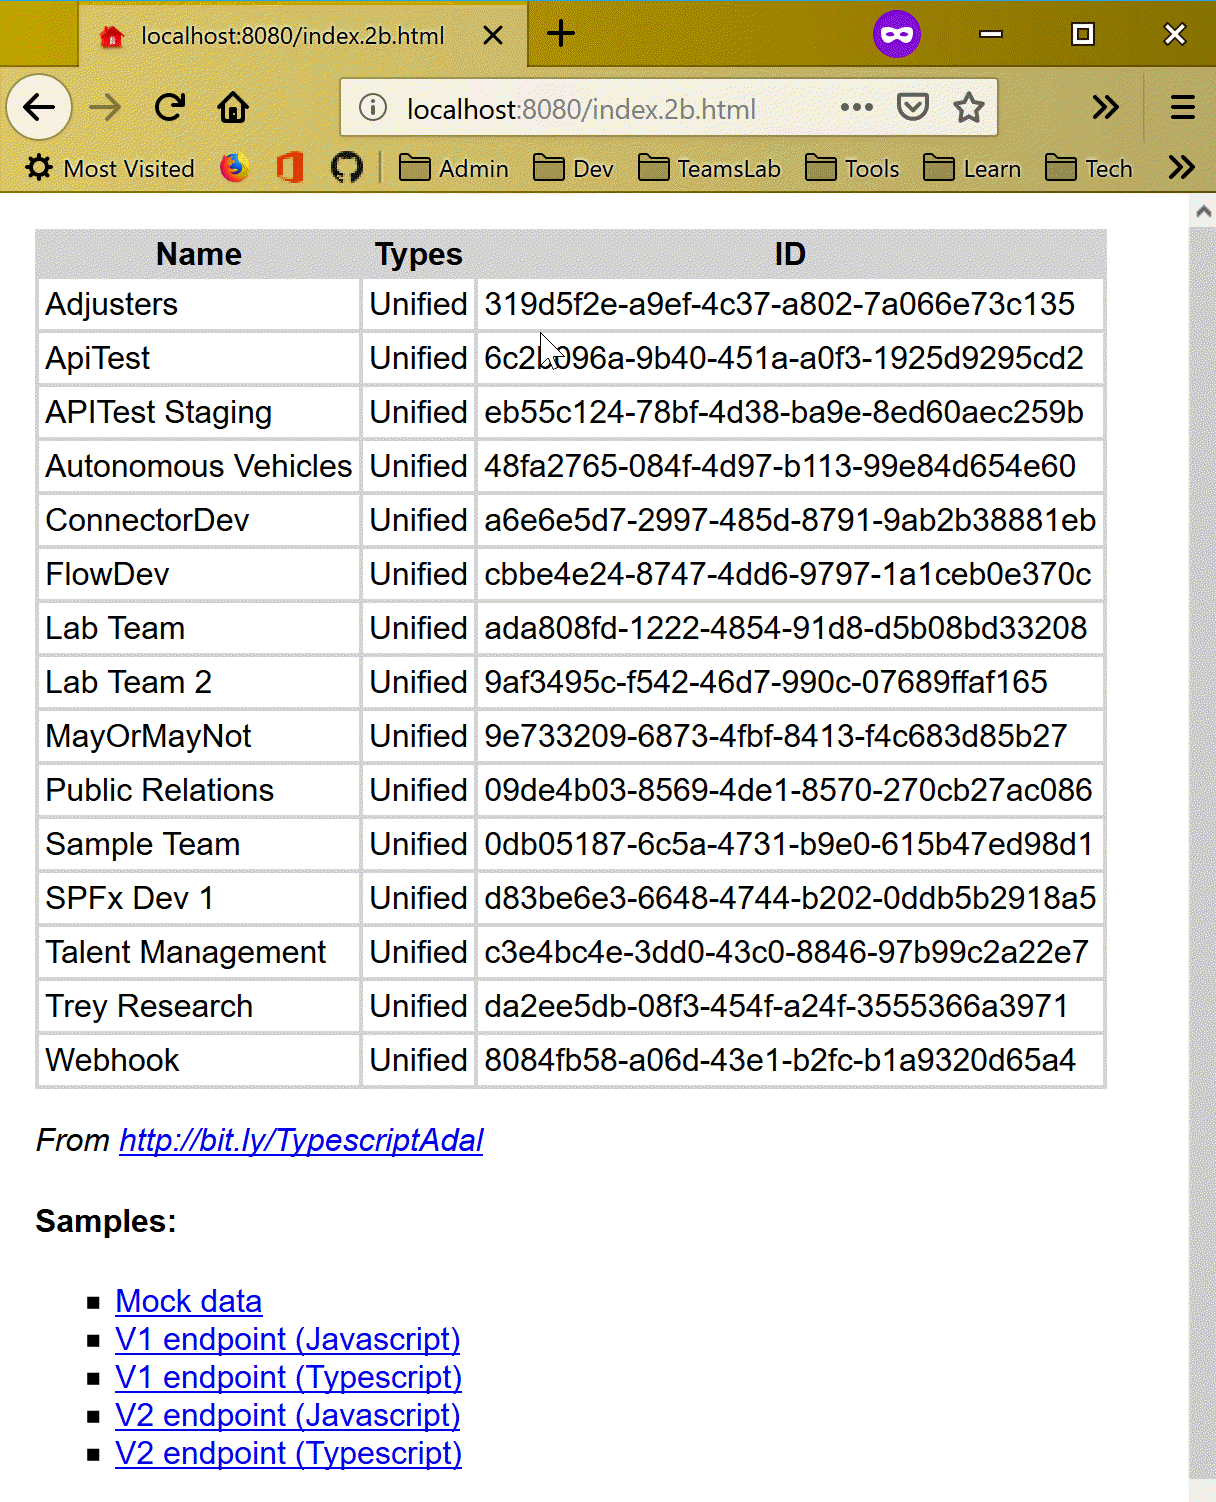 localhost:8080/index.2b.html
localhost:8080/index.2b.html
Most Visited Admin Dev TeamsLab Tools Learn Tech
Name Types ID
Adjusters Unified 319d5f2e-a9ef-4c37-a802-7a066e73c135
ApiTest Unified 6c2b096a-9b40-451a-a0f3-1925d9295cd2
APITest Staging Unified eb55c124-78bf-4d38-ba9e-8ed60aec259b
Autonomous Vehicles Unified 48fa2765-084f-4d97-b113-99e84d654e60
ConnectorDev Unified a6e6e5d7-2997-485d-8791-9ab2b38881eb
FlowDev Unified cbbe4e24-8747-4dd6-9797-1a1ceb0e370c
Lab Team Unified ada808fd-1222-4854-91d8-d5b08bd33208
Lab Team 2 Unified 9af3495c-f542-46d7-990c-07689ffaf165
MayOrMayNot Unified 9e733209-6873-4fbf-8413-f4c683d85b27
Public Relations Unified 09de4b03-8569-4de1-8570-270cb27ac086
Sample Team Unified 0db05187-6c5a-4731-b9e0-615b47ed98d1
SPFx Dev 1 Unified d83be6e3-6648-4744-b202-0ddb5b2918a5
Talent Management Unified c3e4bc4e-3dd0-43c0-8846-97b99c2a22e7
Trey Research Unified da2ee5db-08f3-454f-a24f-3555366a3971
Webhook Unified 8084fb58-a06d-43e1-b2fc-b1a9320d65a4
From http://bit.ly/TypescriptAdal
Samples:
Mock data
V1 endpoint (Javascript)
V1 endpoint (Typescript)
V2 endpoint (Javascript)
V2 endpoint (Typescript)